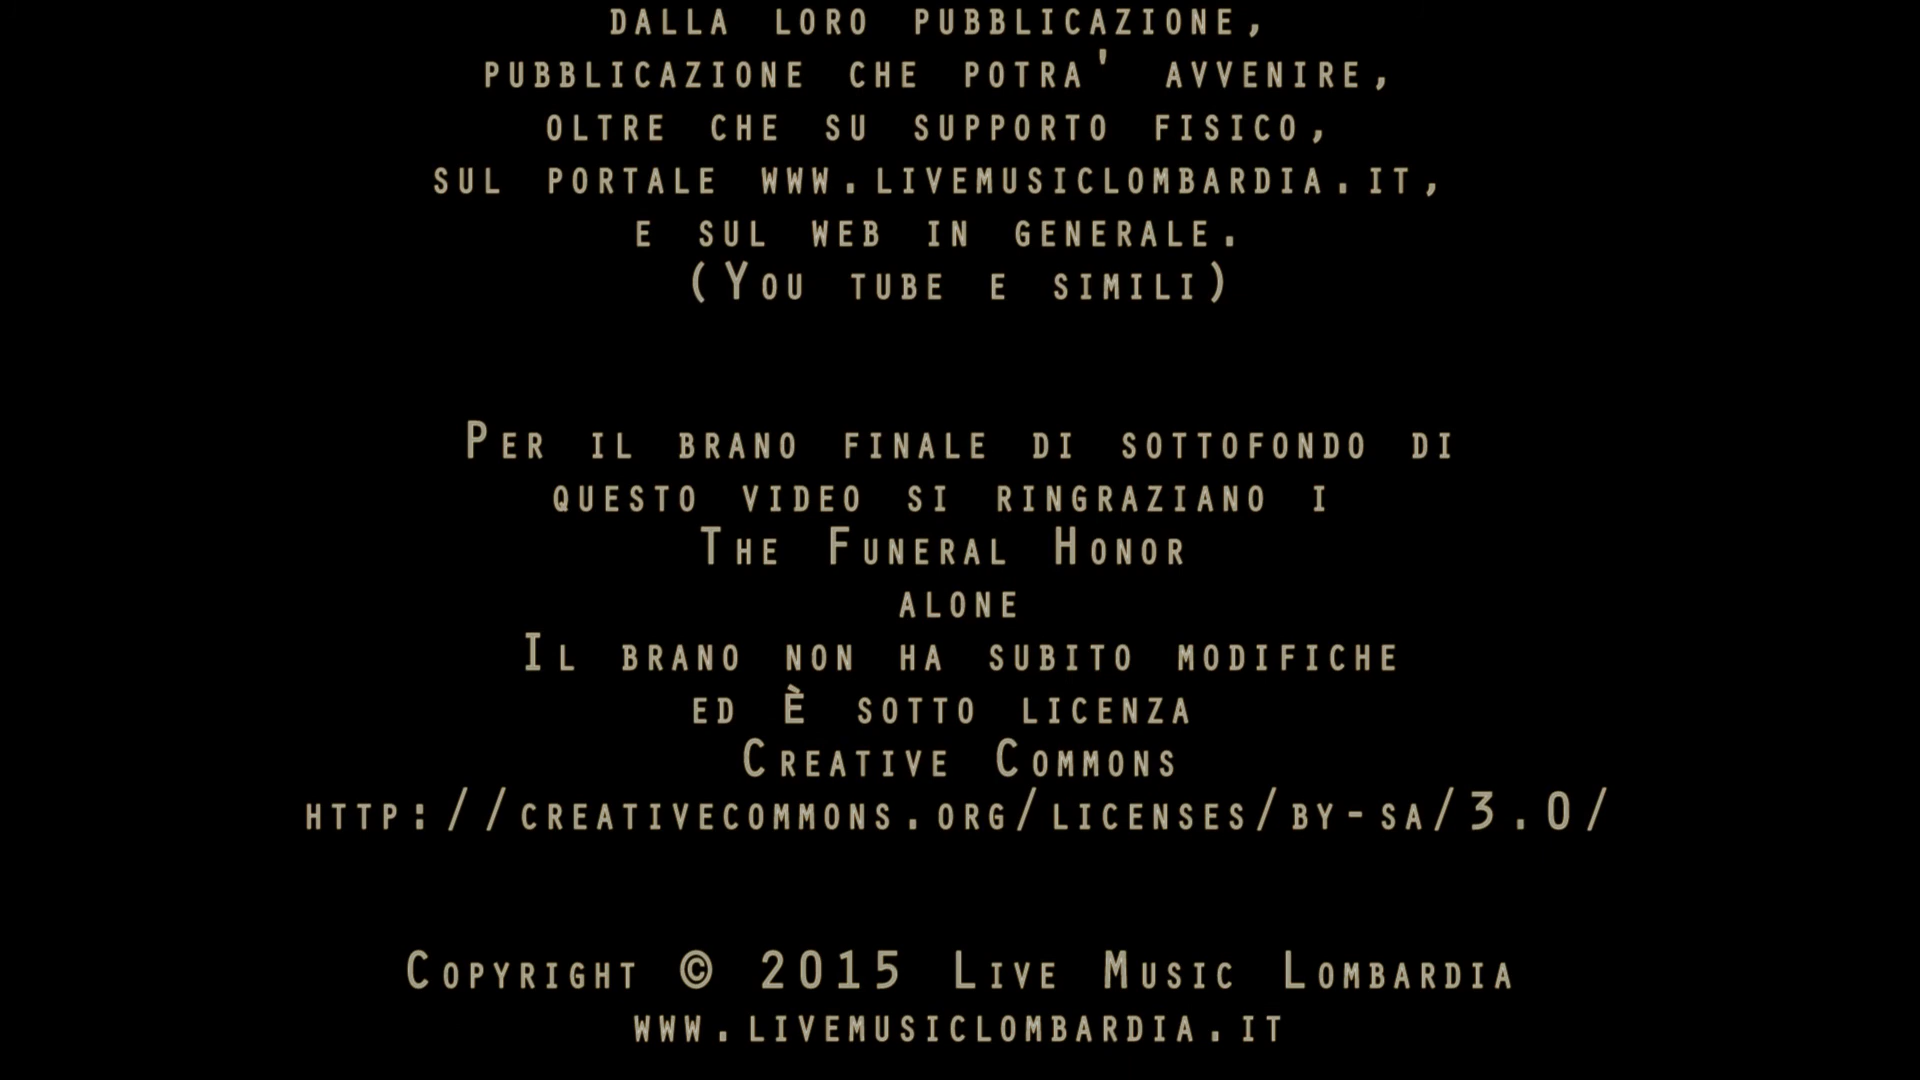 DALLA LORO PUBBLICAZIONE,
PUBBLICAZIONE CHE POTRA' AVVENIRE,
OLTRE CHE SU SUPPORTO FISICO,
SUL PORTALE WWW.LIVEMUSICLOMBARDIA.IT,
E SUL WEB IN GENERALE.
(YOU TUBE E SIMILI)
PER IL BRANO FINALE DI SOTTOFONDO DI
QUESTO VIDEO SI RINGRAZIANO I
THE FUNERAL HONOR
ALONE
IL BRANO NON HA SUBITO MODIFICHE
ED È SOTTO LICENZA
CREATIVE COMMONS
HTTP://CREATIVECOMMONS.ORG/LICENSES/BY-SA/3.0/
COPYRIGHT © 2015 LIVE MUSIC LOMBARDIA
WWW.LIVEMUSICLOMBARDIA.IT